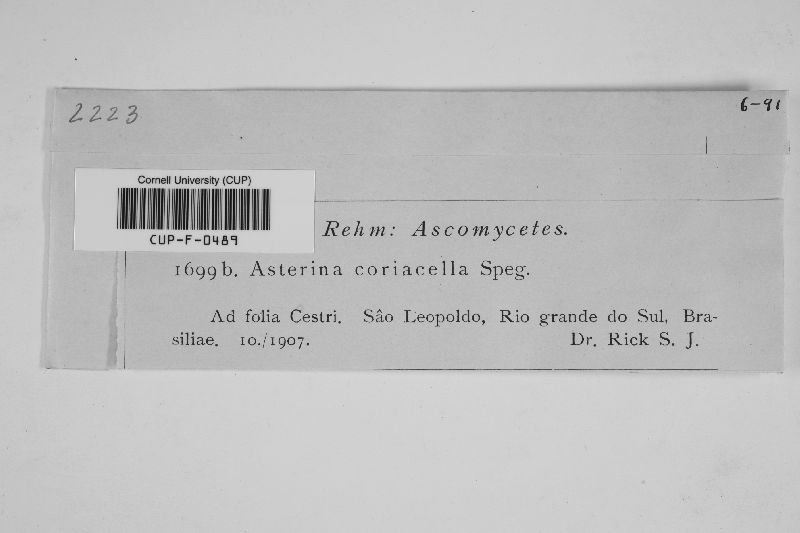 2223
6-91
Cornell University (CUP)
CUP-F-0489
Rehm: Ascomycetes.
1699b. Asterina coriacella Speg.
Ad folia Cestri. Sâo Leopoldo, Rio grande do Sul, Bra-
siliae. 10./1907. Dr. Rick S. J.